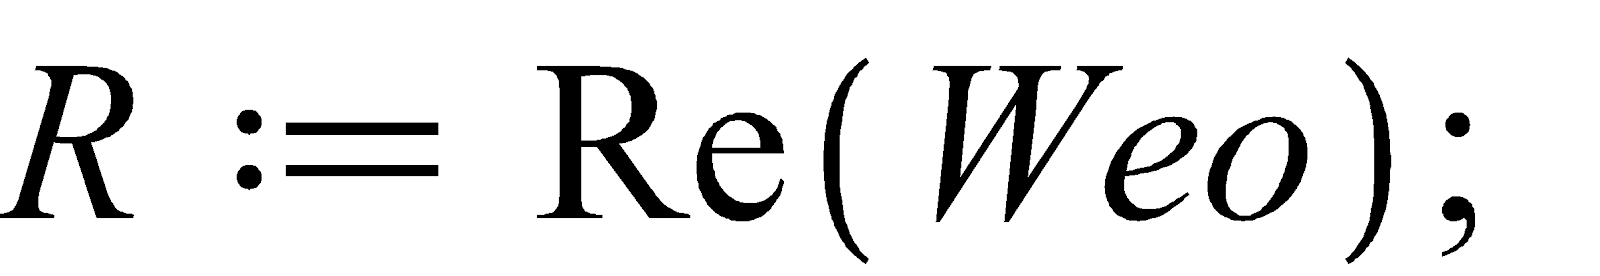 R := Re(Weo);